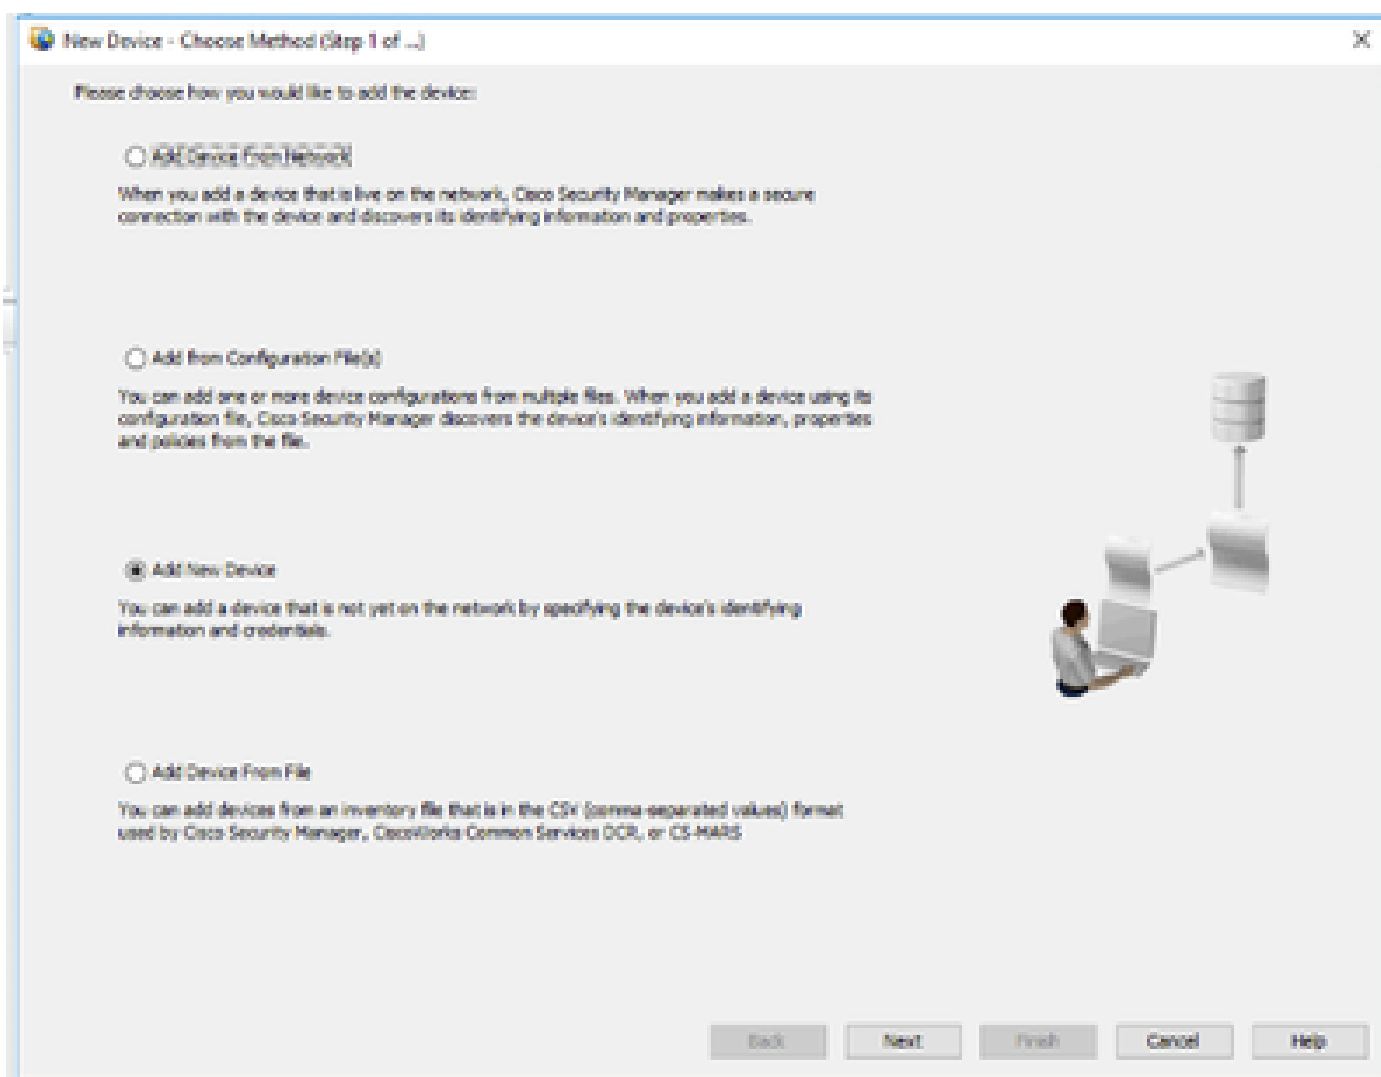 New Device - Choose Method (Step 1 of ...)
Please choose how you would like to add the device:
Add Device From Network
When you add a device that is live on the network, Cisco Security Manager makes a secure
connection with the device and discovers its identifying information and properties.
Add from Configuration File(s)
You can add one or more device configurations from multiple files. When you add a device using its
configuration file, Cisco Security Manager discovers the device's identifying information, properties
and policies from the file.
Add New Device
You can add a device that is not yet on the network by specifying the device's identifying
information and credentials.
Add Device From File
You can add devices from an inventory file that is in the CSV (comma-separated values) format
used by Cisco Security Manager, CiscoWorks Common Services DCR, or CS-MARS
Back Next Finish Cancel Help